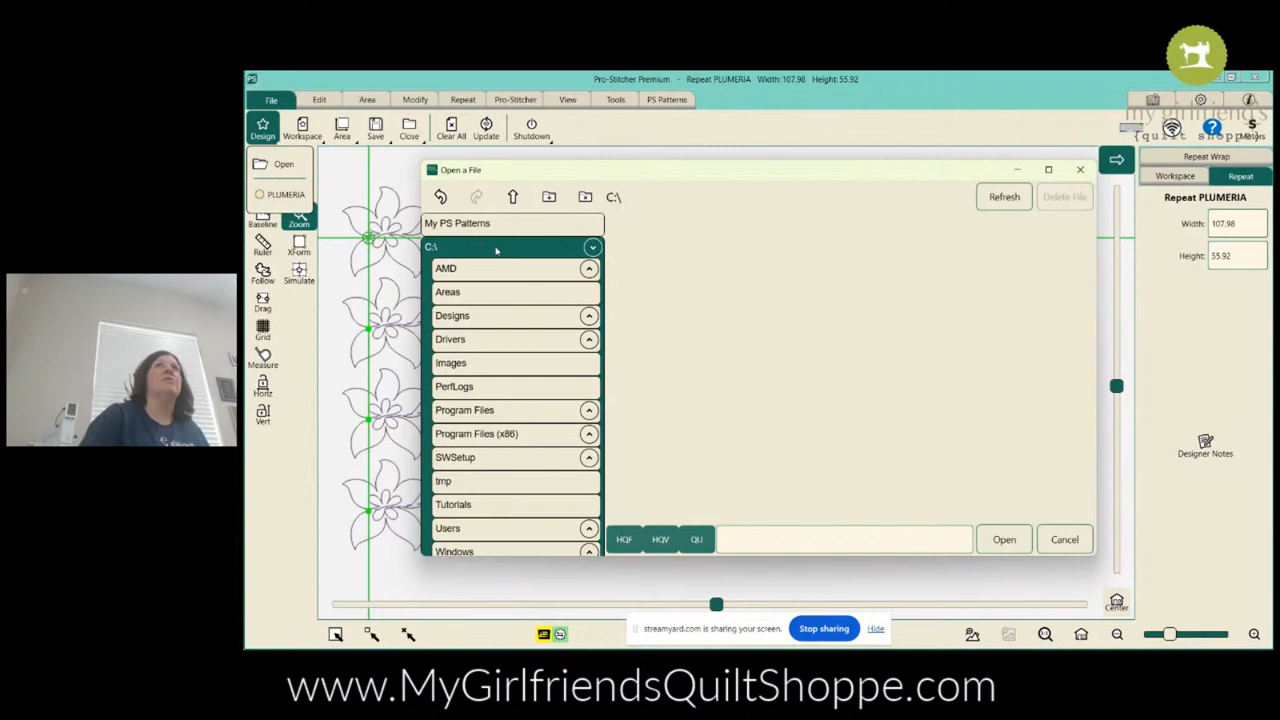 Pro-Stitcher Premium - Repeat PLUMERIA Width: 107.98 Height: 55.92
File Edit Area Modify Repeat Pro-Stitcher View Tools PS Patterns
my girlfriend's
{quilt shoppe}
Design Workspace Area Save Close Clear All Update Shutdown
Open
PLUMERIA
Baseline Zoom
Ruler XForm
Follow Simulate
Drag
Grid
Measure
Horiz
Vert
Open a File
C:\
Refresh Delete File
My PS Patterns
C:\
AMD
Areas
Designs
Drivers
Images
PerfLogs
Program Files
Program Files (x86)
SWSetup
tmp
Tutorials
Users
Windows
HQF HQV QLI
Open Cancel
Repeat Wrap
Workspace Repeat
Repeat PLUMERIA
Width: 107.98
Height: 55.92
Designer Notes
Center
streamyard.com is sharing your screen. Stop sharing Hide
www.MyGirlfriendsQuiltShoppe.com